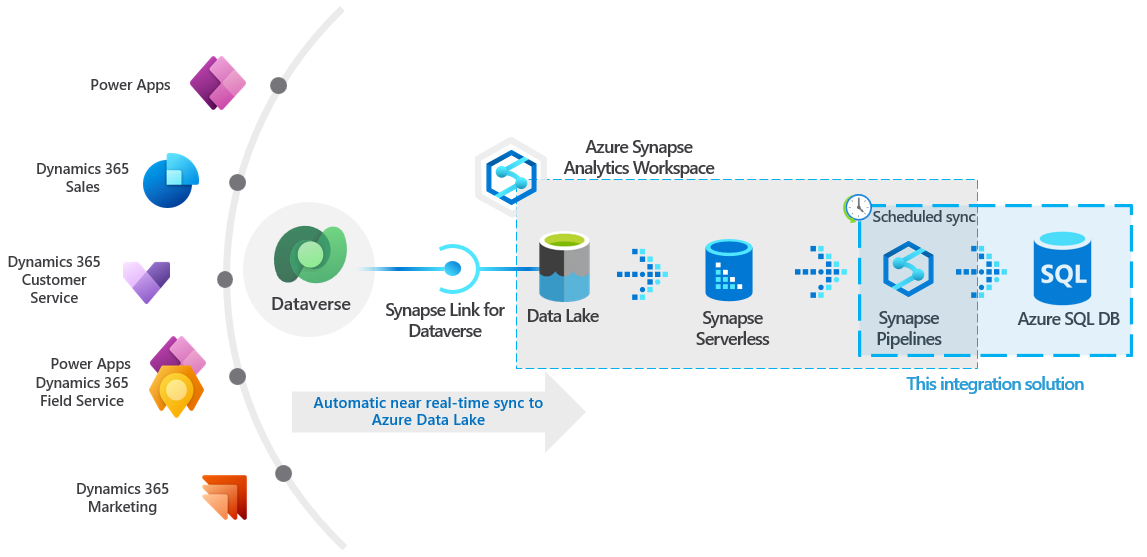 Power Apps
Dynamics 365
Sales
Dynamics 365
Customer
Service
Power Apps
Dynamics 365
Field Service
Dynamics 365
Marketing
Dataverse
Synapse Link for
Dataverse
Automatic near real-time sync to
Azure Data Lake
Azure Synapse
Analytics Workspace
Data Lake
Synapse
Serverless
Scheduled sync
Synapse
Pipelines
SQL
Azure SQL DB
This integration solution